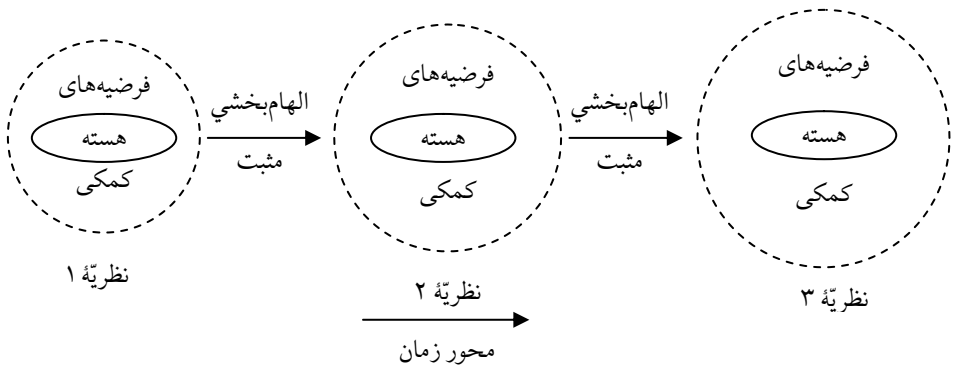 فرضیه‌های
هسته
کمکی
نظریّهٔ ۱
الهام‌بخشي
مثبت
فرضیه‌های
هسته
کمکی
نظریّهٔ ۲
الهام‌بخشي
مثبت
فرضیه‌های
هسته
کمکی
نظریّهٔ ۳
محور زمان